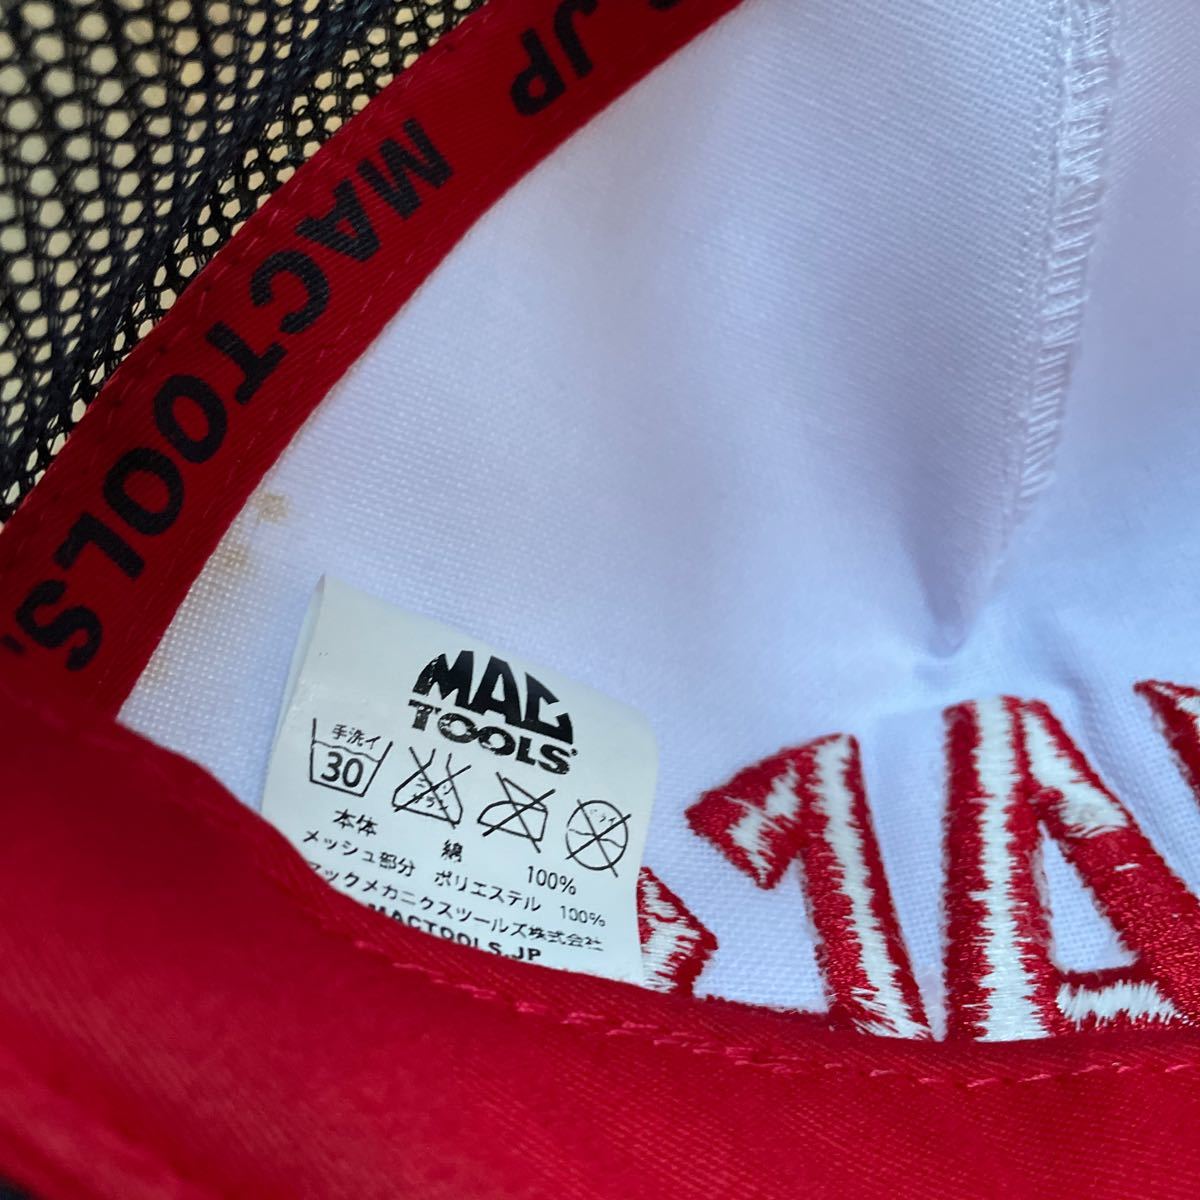 .JP MACTOOLS.
MAC
TOOLS
手洗イ
30
本体 綿 100%
メッシュ部分 ポリエステル 100%
マックメカニクスツールズ株式会社
MACTOOLS.JP